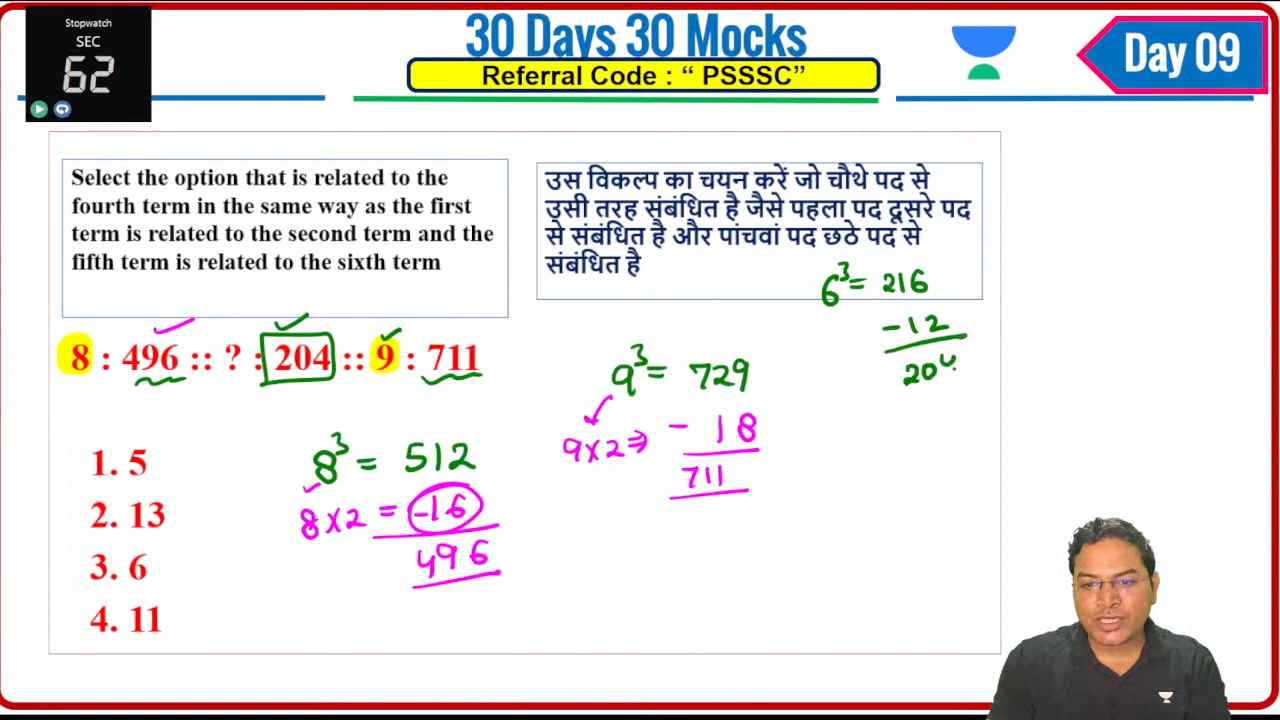 Stopwatch
SEC
62
30 Days 30 Mocks
Referral Code : “ PSSSC”
Day 09
Select the option that is related to the
fourth term in the same way as the first
term is related to the second term and the
fifth term is related to the sixth term
उस विकल्प का चयन करें जो चौथे पद से
उसी तरह संबंधित है जैसे पहला पद दूसरे पद
से संबंधित है और पांचवां पद छठे पद से
संबंधित है
8 : 496 :: ? : 204 :: 9 : 711
1. 5
2. 13
3. 6
4. 11
8³ = 512
8×2 = -16
496
9³= 729
9×2⇒ - 18
711
6³= 216
-12
204